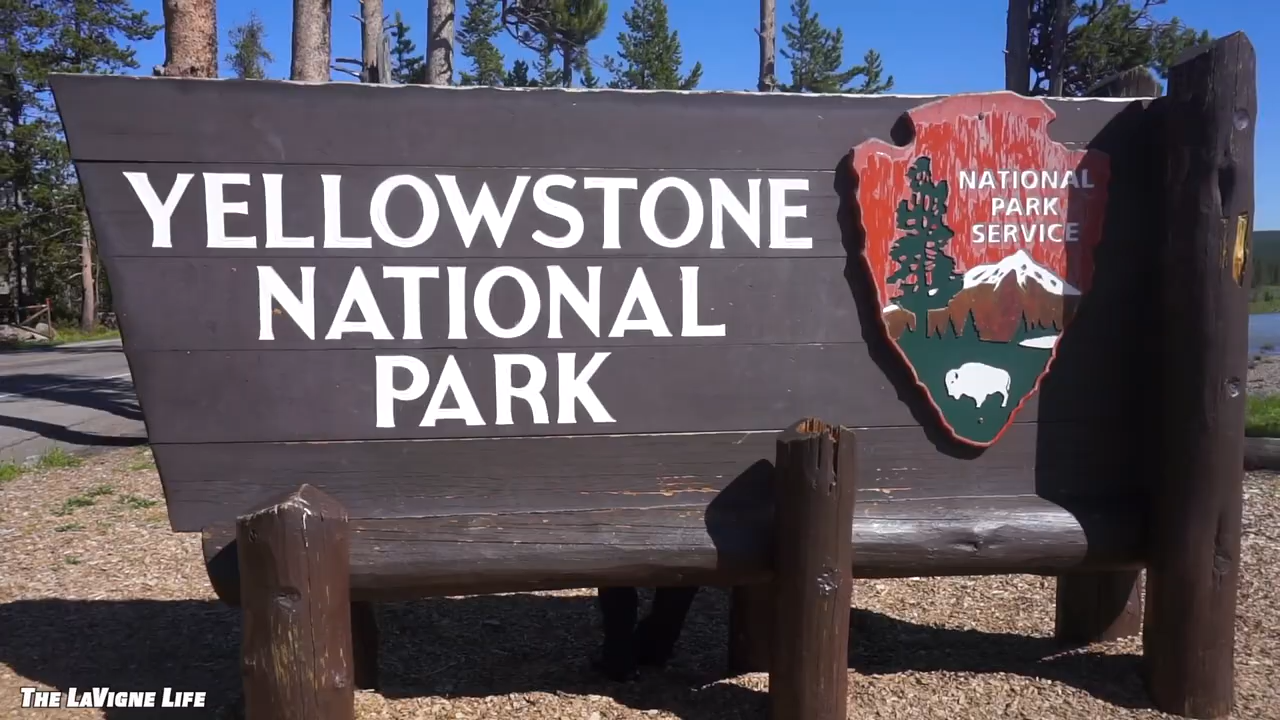 YELLOWSTONE
NATIONAL
PARK
NATIONAL
PARK
SERVICE
THE LAVIGNE LIFE